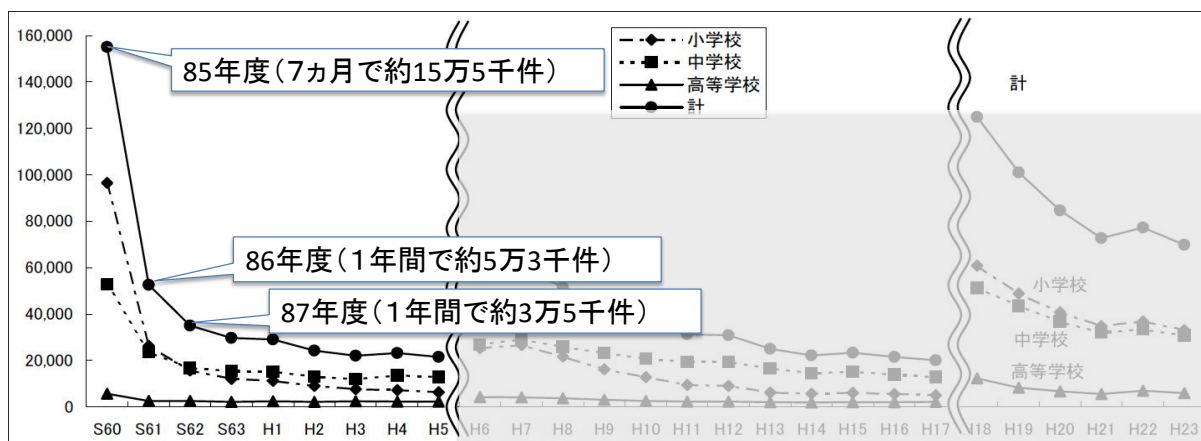 160,000
140,000
120,000
100,000
80,000
60,000
40,000
20,000
0
85年度(7ヵ月で約15万5千件)
86年度(1年間で約5万3千件)
87年度(1年間で約3万5千件)
小学校
中学校
高等学校
計
計
小学校
中学校
高等学校
S60 S61 S62 S63 H1 H2 H3 H4 H5 H6 H7 H8 H9 H10 H11 H12 H13 H14 H15 H16 H17 H18 H19 H20 H21 H22 H23